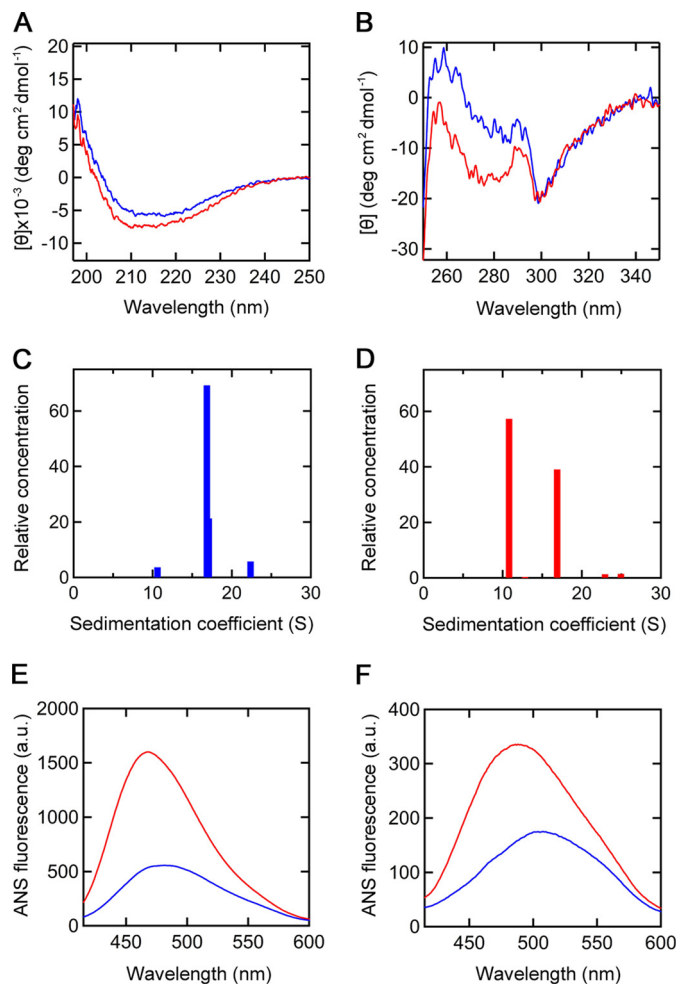 A
[θ]x10⁻³ (deg cm² dmol⁻¹)
20
15
10
5
0
-5
-10
200 210 220 230 240 250
Wavelength (nm)
B
[θ] (deg cm² dmol⁻¹)
10
0
-10
-20
-30
260 280 300 320 340
Wavelength (nm)
C
Relative concentration
60
40
20
0
0 10 20 30
Sedimentation coefficient (S)
D
Relative concentration
60
40
20
0
0 10 20 30
Sedimentation coefficient (S)
E
ANS fluorescence (a.u.)
2000
1500
1000
500
0
450 500 550 600
Wavelength (nm)
F
ANS fluorescence (a.u.)
400
300
200
100
0
450 500 550 600
Wavelength (nm)